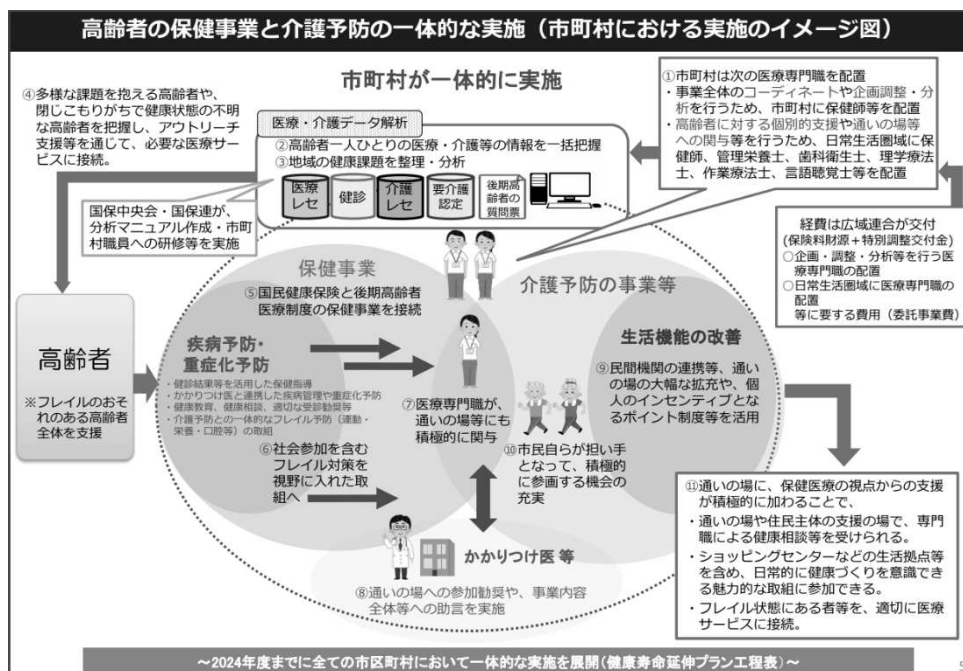 高齢者の保健事業と介護予防の一体的な実施（市町村における実施のイメージ図）
市町村が一体的に実施
④多様な課題を抱える高齢者や、
閉じこもりがちで健康状態の不明
な高齢者を把握し、アウトリーチ
支援等を通じて、必要な医療サー
ビスに接続。
医療・介護データ解析
②高齢者一人ひとりの医療・介護等の情報を一括把握
③地域の健康課題を整理・分析
医療
レセ
健診
介護
レセ
要介護
認定
後期高
齢者の
質問票
①市町村は次の医療専門職を配置
・事業全体のコーディネートや企画調整・分
析を行うため、市町村に保健師等を配置
・高齢者に対する個別的支援や通いの場等
への関与等を行うため、日常生活圏域に保
健師、管理栄養士、歯科衛生士、理学療法
士、作業療法士、言語聴覚士等を配置
国保中央会・国保連が、
分析マニュアル作成・市町
村職員への研修等を実施
経費は広域連合が交付
(保険料財源＋特別調整交付金)
○企画・調整・分析等を行う医
療専門職の配置
○日常生活圏域に医療専門職の
配置
等に要する費用（委託事業費）
高齢者
※フレイルのおそ
れのある高齢者
全体を支援
保健事業
⑤国民健康保険と後期高齢者
医療制度の保健事業を接続
疾病予防・
重症化予防
・健診結果等を活用した保健指導
・かかりつけ医と連携した疾病管理や重症化予防
・健康教育、健康相談、適切な受診勧奨等
・介護予防との一体的なフレイル予防（運動・
栄養・口腔等）の取組
⑥社会参加を含む
フレイル対策を
視野に入れた取
組へ
⑦医療専門職が、
通いの場等にも
積極的に関与
介護予防の事業等
生活機能の改善
⑨民間機関の連携等、通い
の場の大幅な拡充や、個
人のインセンティブとな
るポイント制度等を活用
⑩市民自らが担い手
となって、積極的に
参画する機会の
充実
かかりつけ医 等
⑧通いの場への参加勧奨や、事業内容
全体等への助言を実施
⑪通いの場に、保健医療の視点からの支援
が積極的に加わることで、
・通いの場や住民主体の支援の場で、専門
職による健康相談等を受けられる。
・ショッピングセンターなどの生活拠点等
を含め、日常的に健康づくりを意識でき
る魅力的な取組に参加できる。
・フレイル状態にある者等を、適切に医療
サービスに接続。
～2024年度までに全ての市区町村において一体的な実施を展開(健康寿命延伸プラン工程表)～